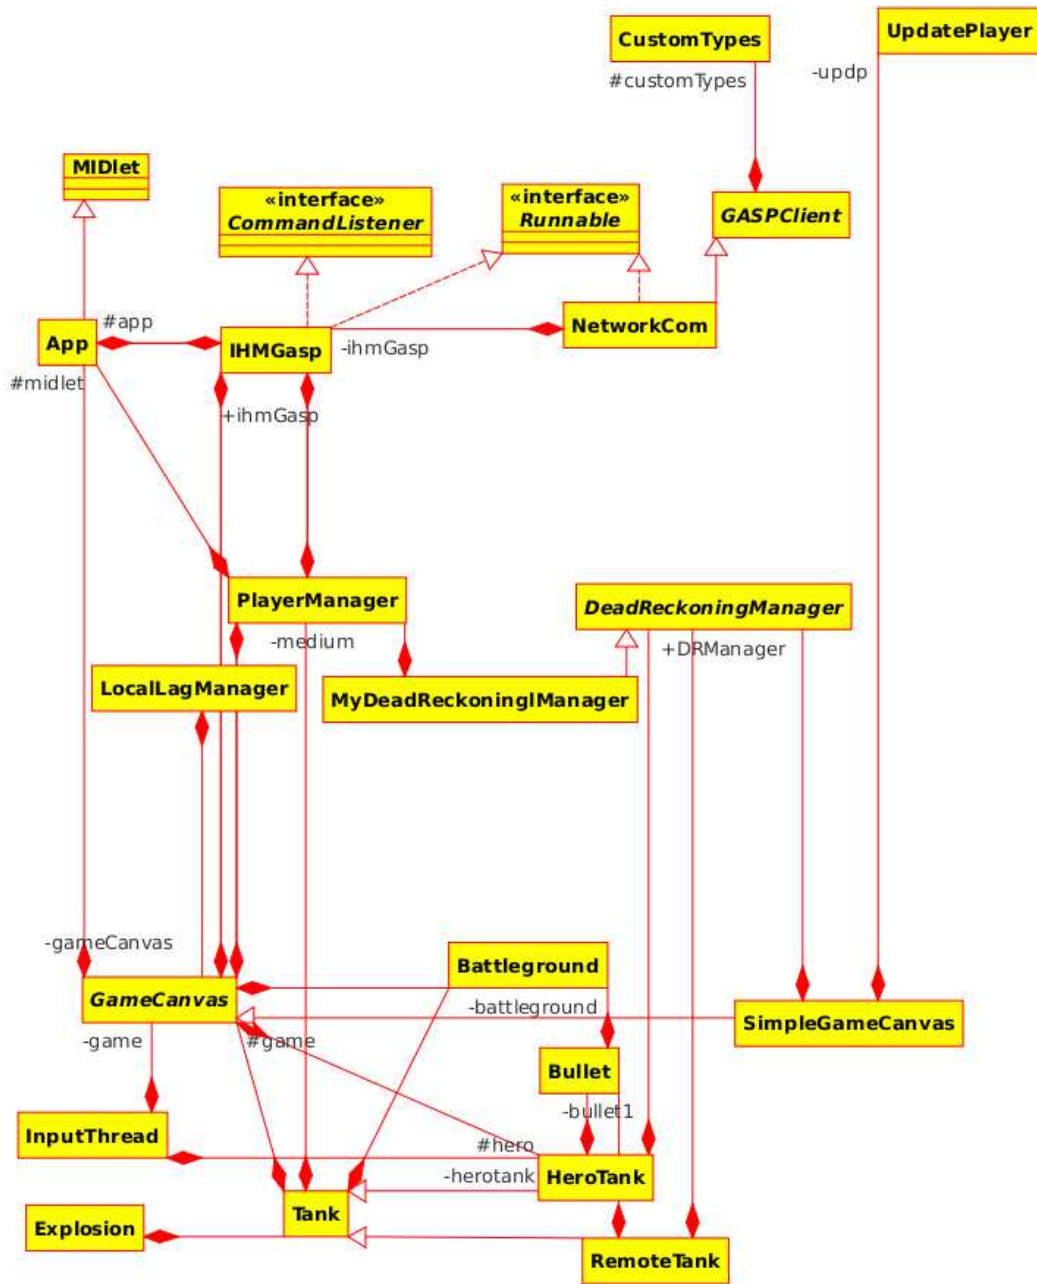 UpdatePlayer
CustomTypes
-updp
#customTypes
MIDlet
«interface»
CommandListener
«interface»
Runnable
GASPClient
#app
NetworkCom
App
IHMGasp
-ihmGasp
#midlet
+ihmGasp
PlayerManager
DeadReckoningManager
-medium
+DRManager
LocalLagManager
MyDeadReckoninglManager
-gameCanvas
Battleground
GameCanvas
-battleground
SimpleGameCanvas
-game
#game
Bullet
-bullet1
InputThread
#hero
-herotank
HeroTank
Tank
Explosion
RemoteTank